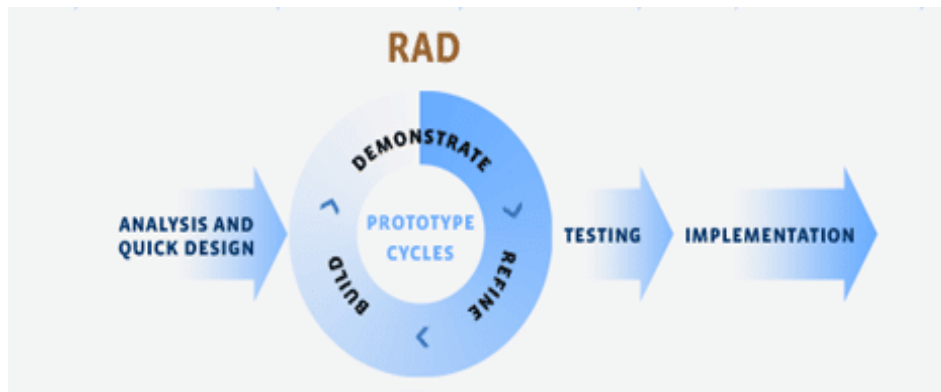 RAD
ANALYSIS AND
QUICK DESIGN
DEMONSTRATE
PROTOTYPE
CYCLES
BUILD
REFINE
TESTING
IMPLEMENTATION